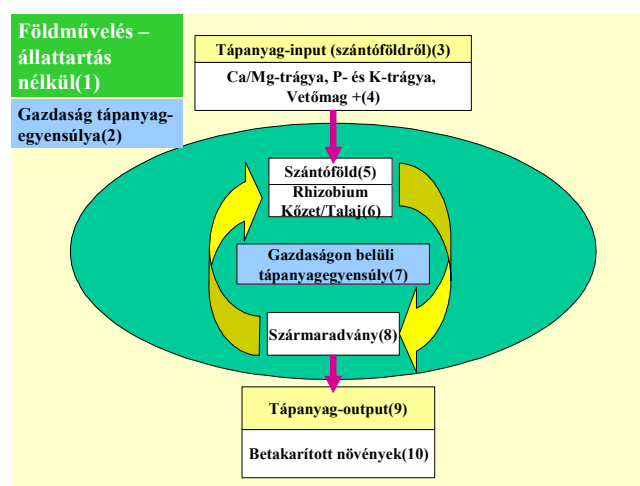 Földművelés –
állattartás
nélkül(1)
Gazdaság tápanyag-
egyensúlya(2)
Tápanyag-input (szántóföldről)(3)
Ca/Mg-trágya, P- és K-trágya,
Vetőmag +(4)
Szántóföld(5)
Rhizobium
Kőzet/Talaj(6)
Gazdaságon belüli
tápanyagegyensúly(7)
Szármaradvány(8)
Tápanyag-output(9)
Betakarított növények(10)